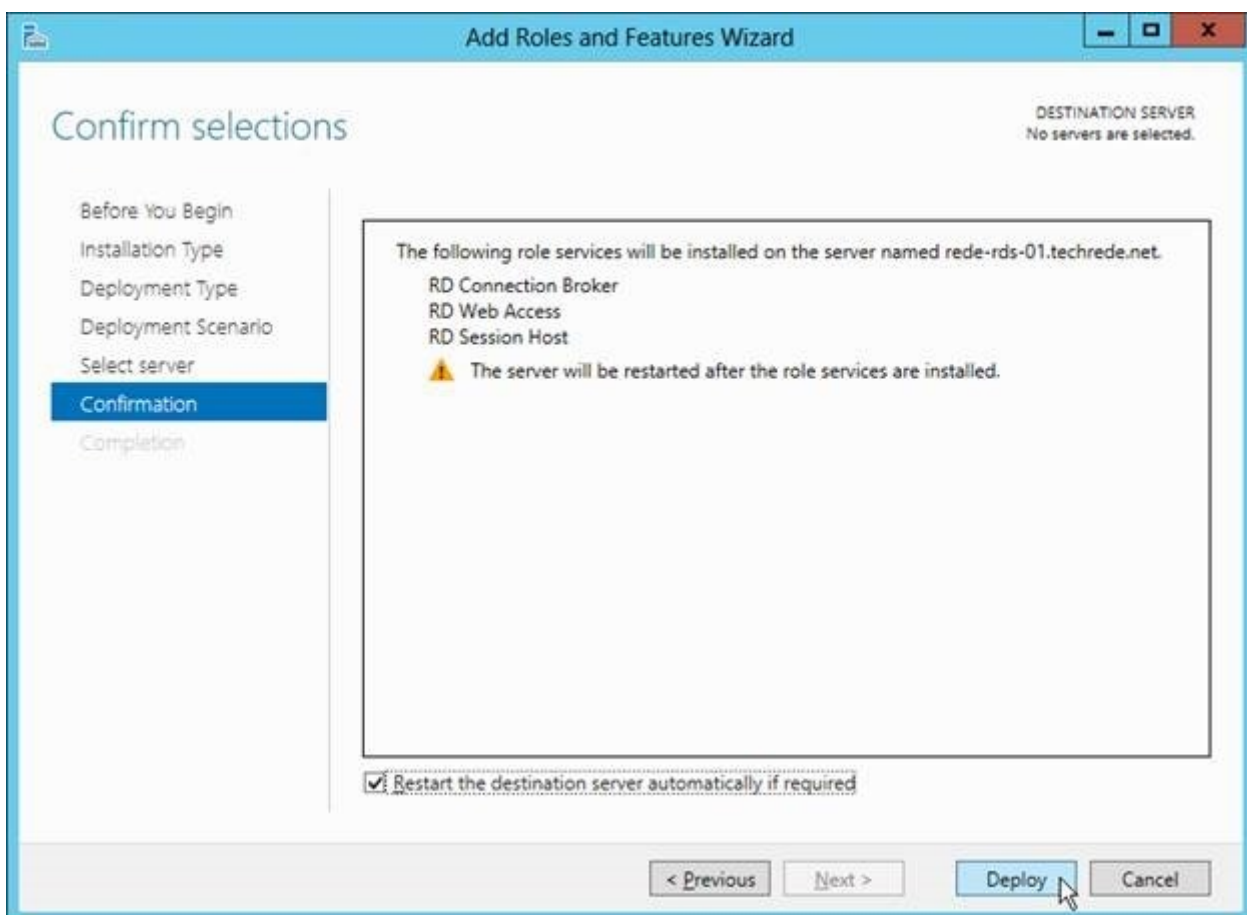 Add Roles and Features Wizard
Confirm selections
DESTINATION SERVER
No servers are selected.
Before You Begin
Installation Type
Deployment Type
Deployment Scenario
Select server
Confirmation
Completion
The following role services will be installed on the server named rede-rds-01.techrede.net.
RD Connection Broker
RD Web Access
RD Session Host
The server will be restarted after the role services are installed.
Restart the destination server automatically if required
< Previous
Next >
Deploy
Cancel